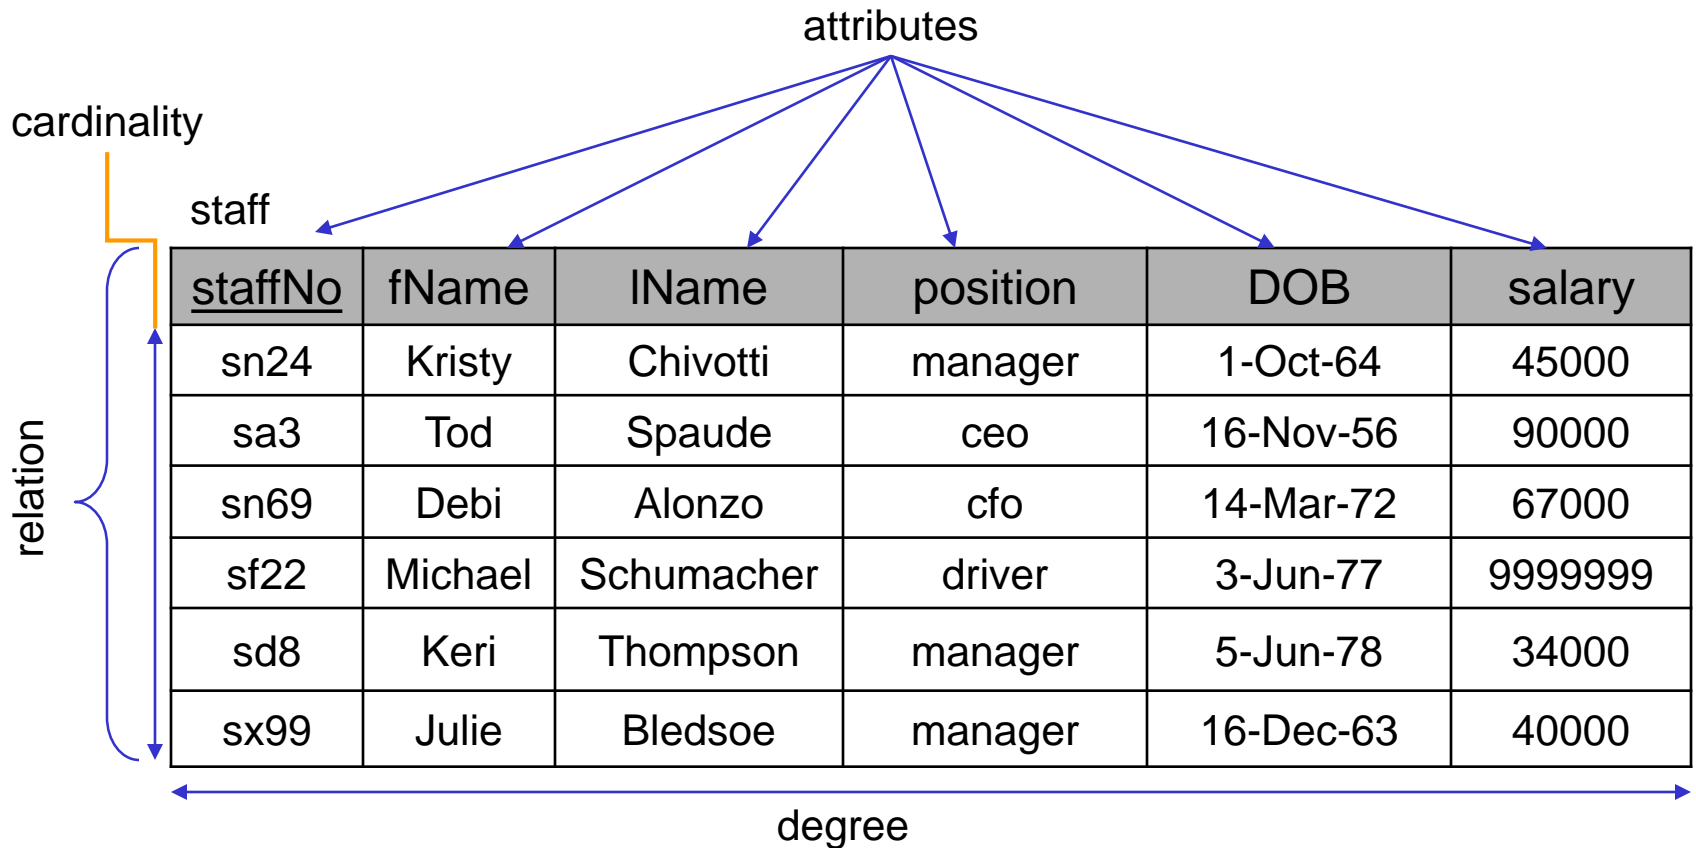 attributes
cardinality
staff
staffNo fName lName position DOB salary
sn24 Kristy Chivotti manager 1-Oct-64 45000
sa3 Tod Spaude ceo 16-Nov-56 90000
sn69 Debi Alonzo cfo 14-Mar-72 67000
relation
sf22 Michael Schumacher driver 3-Jun-77 9999999
sd8 Keri Thompson manager 5-Jun-78 34000
sx99 Julie Bledsoe manager 16-Dec-63 40000
degree